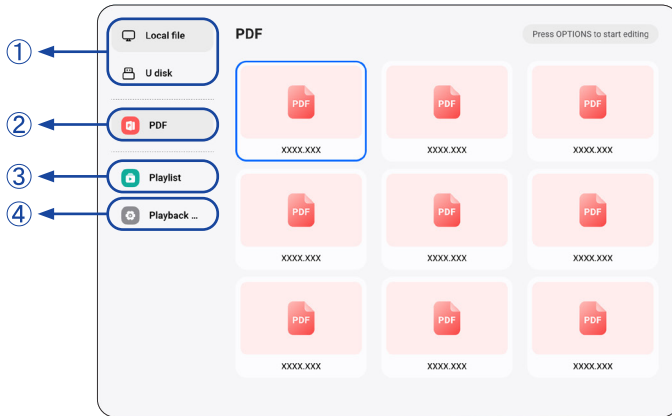 ①
Local file
U disk
②
PDF
③
Playlist
④
Playback ...
PDF
Press OPTIONS to start editing
PDF
PDF
PDF
XXXX.XXX
XXXX.XXX
XXXX.XXX
PDF
PDF
PDF
XXXX.XXX
XXXX.XXX
XXXX.XXX
PDF
PDF
PDF
XXXX.XXX
XXXX.XXX
XXXX.XXX